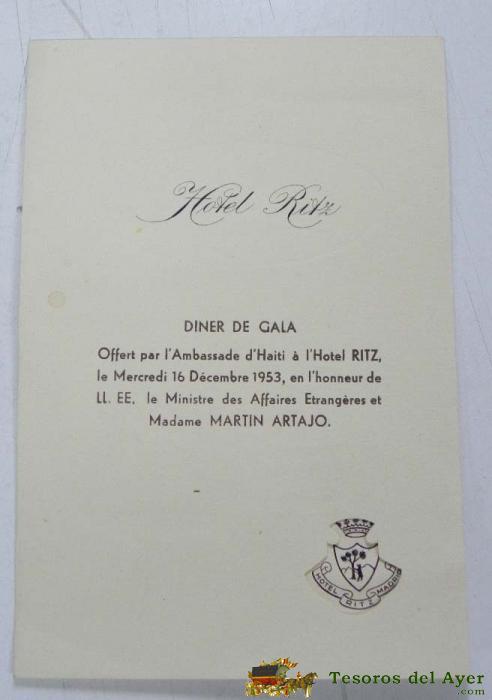 Hotel Ritz
DINER DE GALA
Offert par l'Ambassade d'Haiti à l'Hotel RITZ,
le Mercredi 16 Décembre 1953, en l'honneur de
LL. EE. le Ministre des Affaires Etrangères et
Madame MARTIN ARTAJO.
HOTEL RITZ MADRID
Tesoros del Ayer
.com